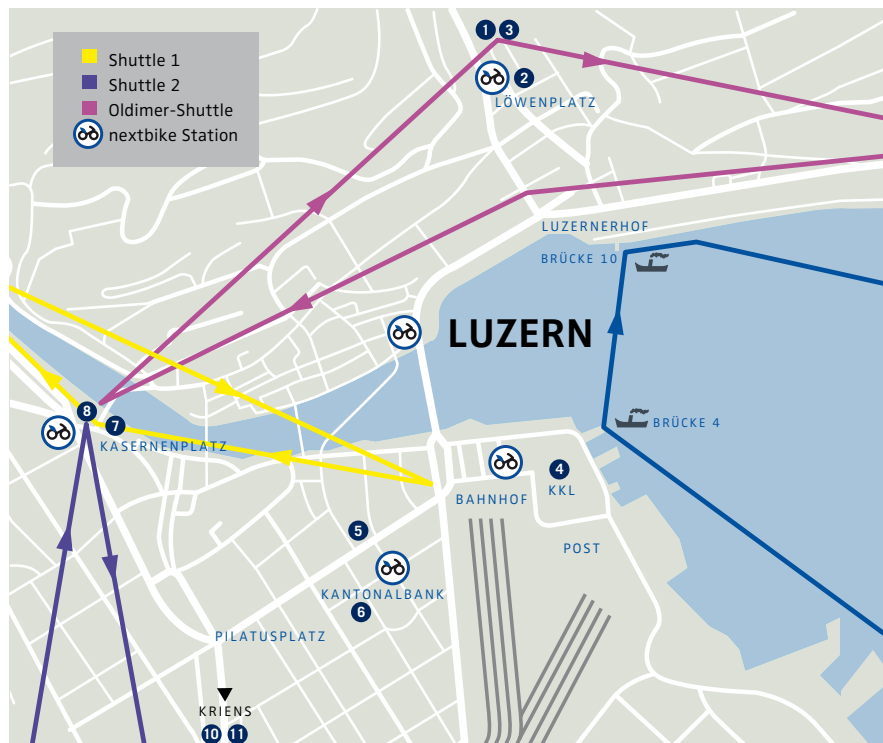 Shuttle 1
Shuttle 2
Oldimer-Shuttle
nextbike Station
1 3
2
LÖWENPLATZ
LUZERNERHOF
BRÜCKE 10
LUZERN
8
7
KASERNENPLATZ
BRÜCKE 4
4
KKL
BAHNHOF
5
POST
KANTONALBANK
6
PILATUSPLATZ
KRIENS
10 11